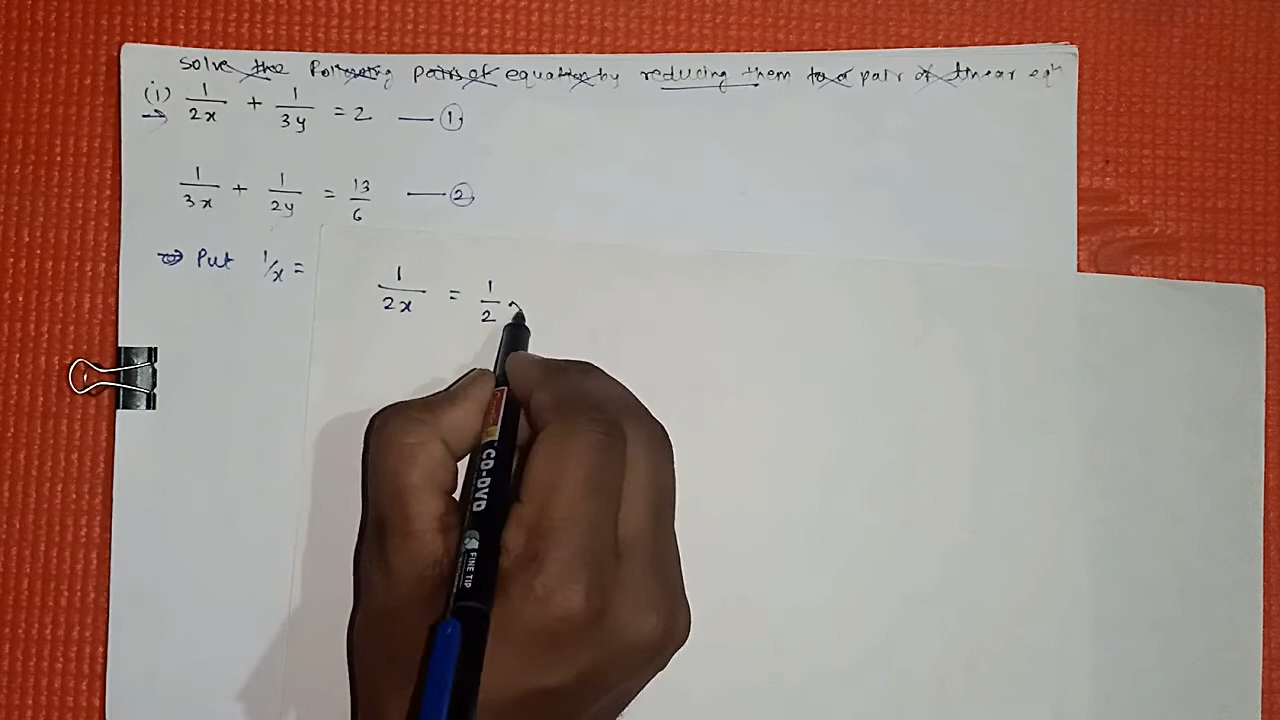 Solve the Following pairs of equation by reducing them to a pair of linear eqn
(i) 1/2x + 1/3y = 2 — ①
1/3x + 1/2y = 13/6 — ②
⇒ Put 1/x =
1/2x = 1/2
CD-DVD
FINE TIP